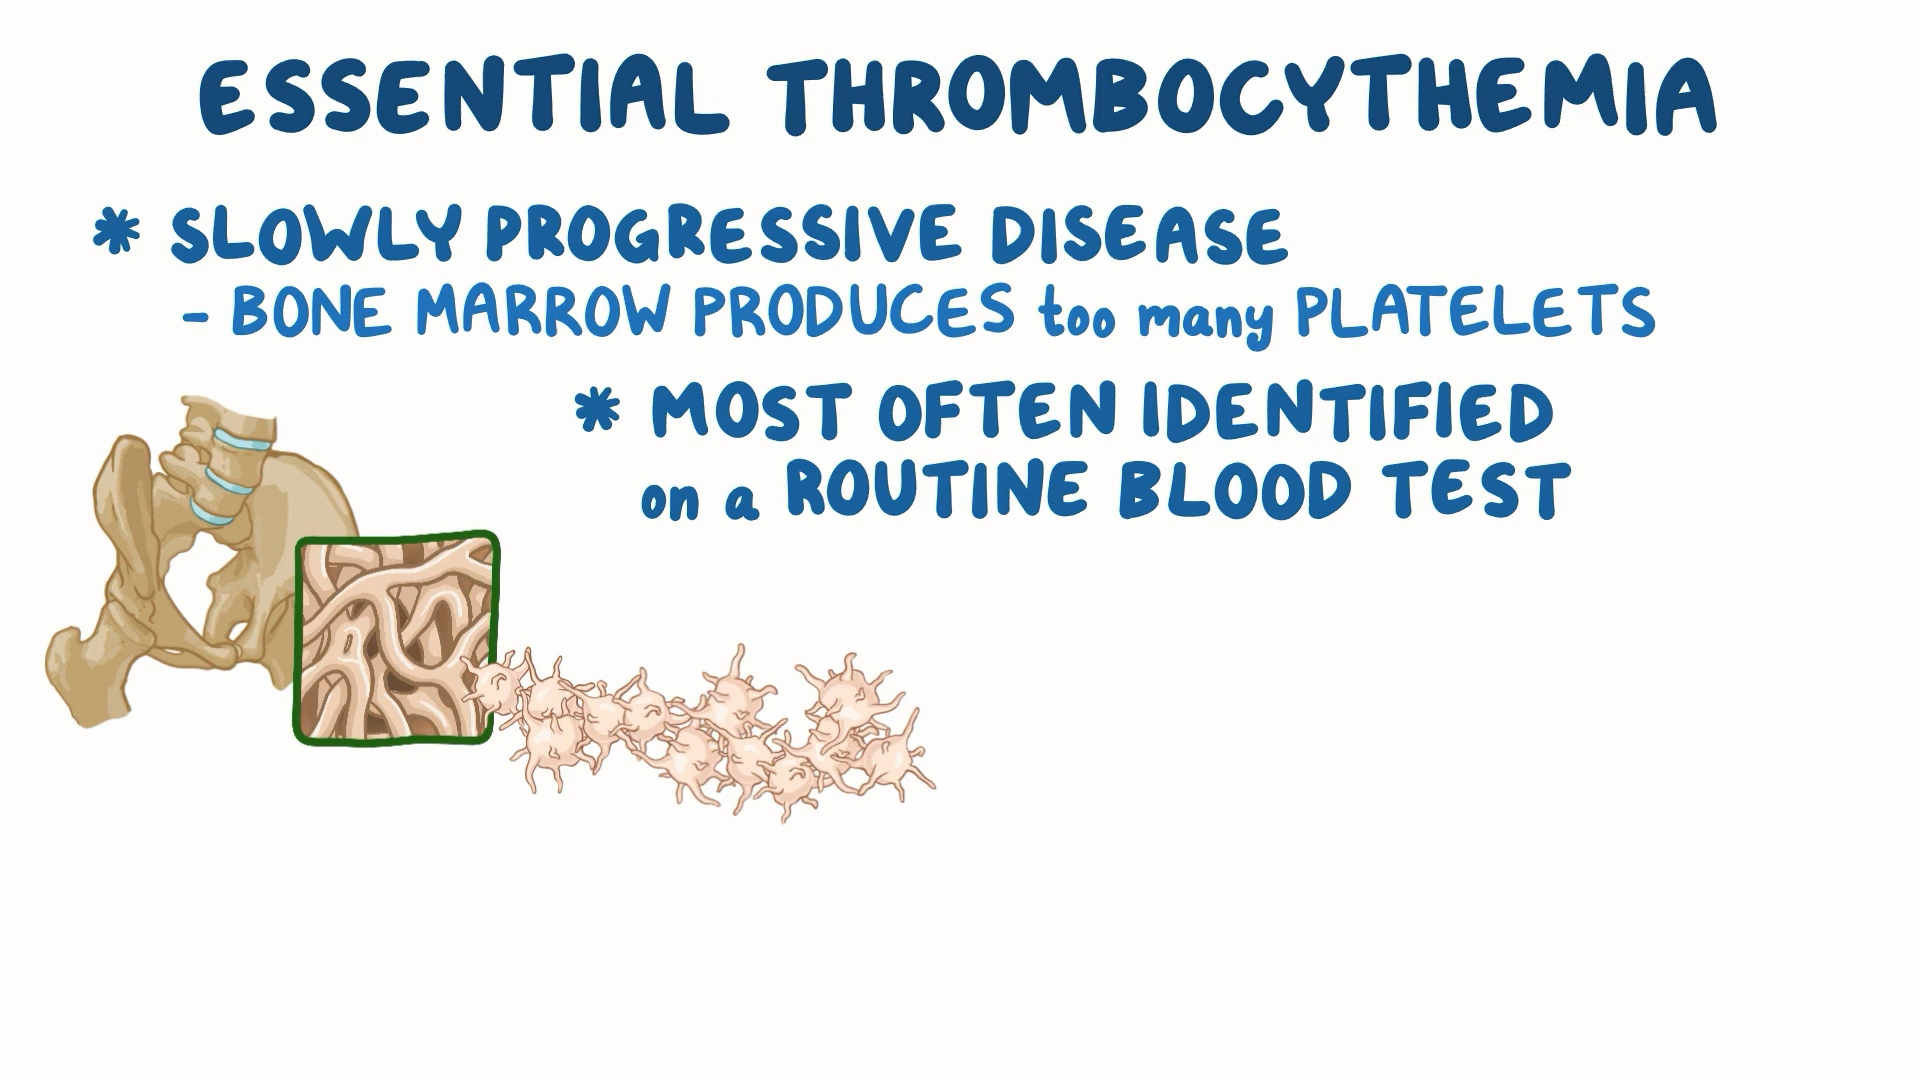 ESSENTIAL THROMBOCYTHEMIA
* SLOWLY PROGRESSIVE DISEASE
- BONE MARROW PRODUCES too many PLATELETS
* MOST OFTEN IDENTIFIED
on a ROUTINE BLOOD TEST